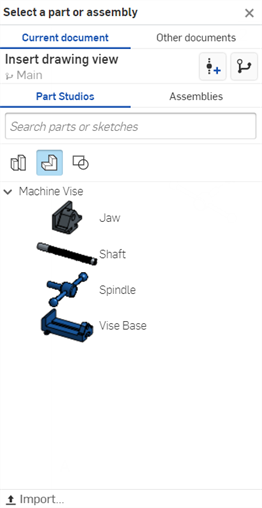 Select a part or assembly
Current document
Other documents
Insert drawing view
Main
Part Studios
Assemblies
Search parts or sketches
Machine Vise
Jaw
Shaft
Spindle
Vise Base
Import...